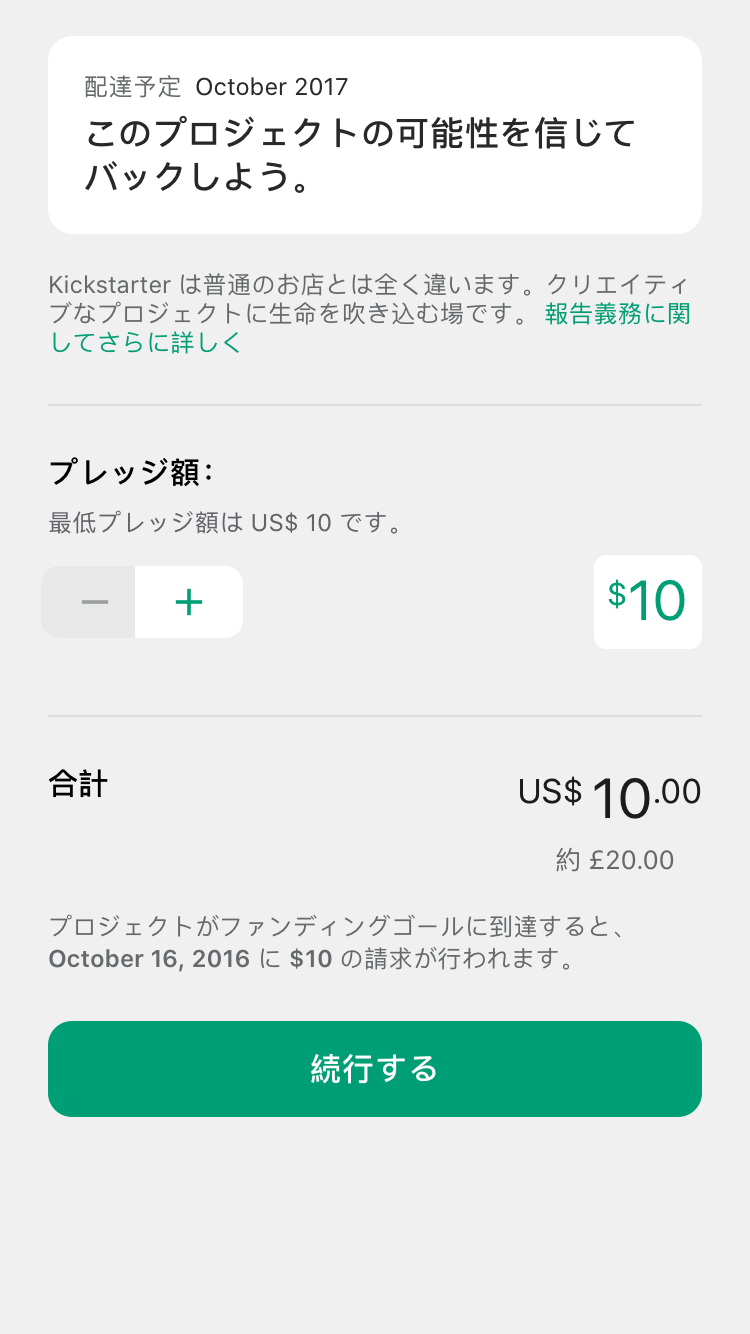 配達予定 October 2017
このプロジェクトの可能性を信じて
バックしよう。
Kickstarter は普通のお店とは全く違います。クリエイティ
ブなプロジェクトに生命を吹き込む場です。 報告義務に関
してさらに詳しく
プレッジ額：
最低プレッジ額は US$ 10 です。
− +
$10
合計
US$ 10.00
約 £20.00
プロジェクトがファンディングゴールに到達すると、
October 16, 2016 に $10 の請求が行われます。
続行する